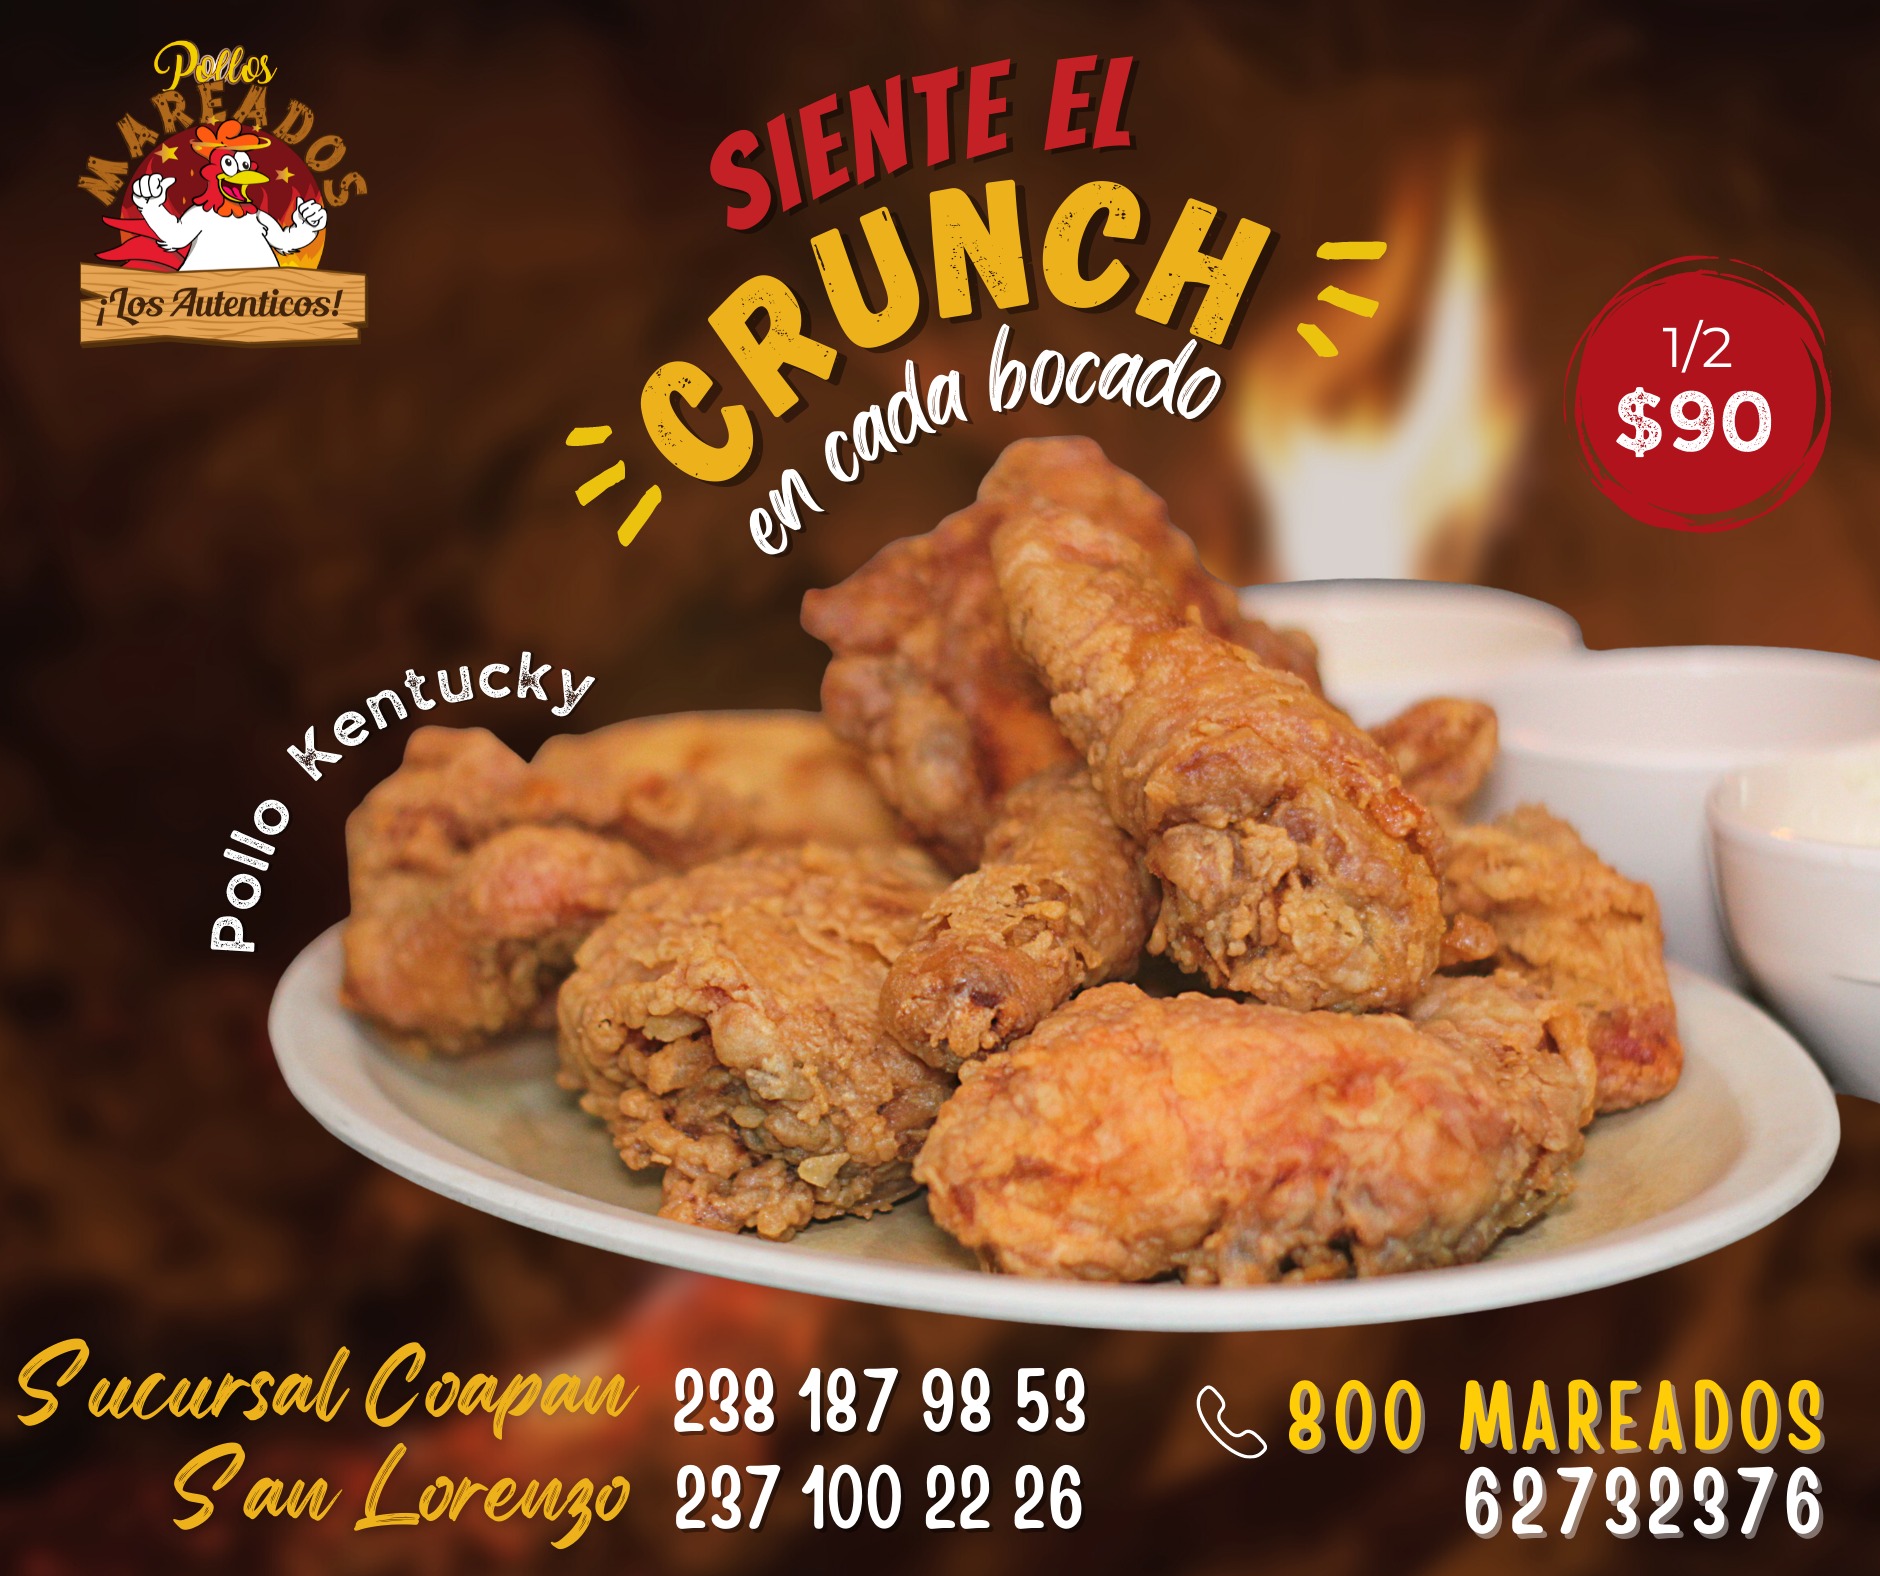 Pollos
MAREADOS
¡Los Autenticos!
SIENTE EL
CRUNCH
en cada bocado
1/2
$90
Pollo Kentucky
Sucursal Coapan 238 187 98 53
San Lorenzo 237 100 22 26
800 MAREADOS
62732376